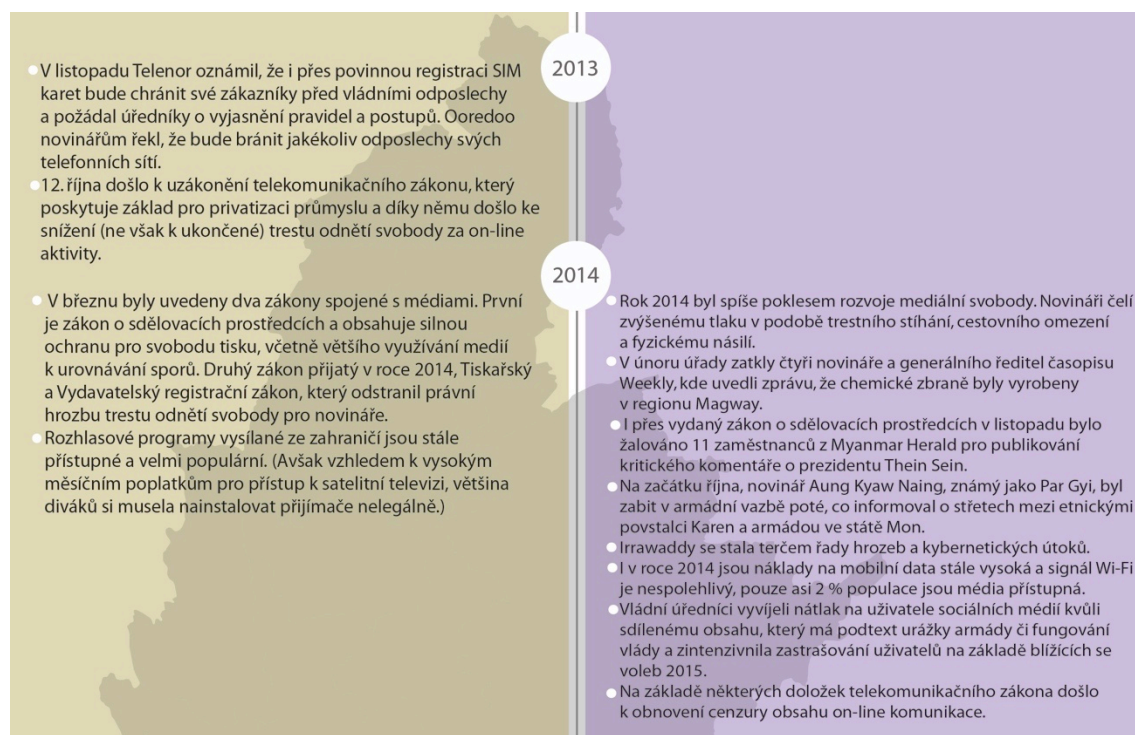 2013
V listopadu Telenor oznámil, že i přes povinnou registraci SIM
karet bude chránit své zákazníky před vládními odposlechy
a požádal úředníky o vyjasnění pravidel a postupů. Ooredoo
novinářům řekl, že bude bránit jakékoliv odposlechy svých
telefonních sítí.
12. října došlo k uzákonění telekomunikačního zákonu, který
poskytuje základ pro privatizaci průmyslu a díky němu došlo ke
snížení (ne však k ukončené) trestu odnětí svobody za on-line
aktivity.
2014
V březnu byly uvedeny dva zákony spojené s médiami. První
je zákon o sdělovacích prostředcích a obsahuje silnou
ochranu pro svobodu tisku, včetně většího využívání medií
k urovnávání sporů. Druhý zákon přijatý v roce 2014, Tiskařský
a Vydavatelský registrační zákon, který odstranil právní
hrozbu trestu odnětí svobody pro novináře.
Rozhlasové programy vysílané ze zahraničí jsou stále
přístupné a velmi populární. (Avšak vzhledem k vysokým
měsíčním poplatkům pro přístup k satelitní televizi, většina
diváků si musela nainstalovat přijímače nelegálně.)
Rok 2014 byl spíše poklesem rozvoje mediální svobody. Novináři čelí
zvýšenému tlaku v podobě trestního stíhání, cestovního omezení
a fyzickému násilí.
V únoru úřady zatkly čtyři novináře a generálního ředitel časopisu
Weekly, kde uvedli zprávu, že chemické zbraně byly vyrobeny
v regionu Magway.
I přes vydaný zákon o sdělovacích prostředcích v listopadu bylo
žalováno 11 zaměstnanců z Myanmar Herald pro publikování
kritického komentáře o prezidentu Thein Sein.
Na začátku října, novinář Aung Kyaw Naing, známý jako Par Gyi, byl
zabit v armádní vazbě poté, co informoval o střetech mezi etnickými
povstalci Karen a armádou ve státě Mon.
Irrawaddy se stala terčem řady hrozeb a kybernetických útoků.
I v roce 2014 jsou náklady na mobilní data stále vysoká a signál Wi-Fi
je nespolehlivý, pouze asi 2 % populace jsou média přístupná.
Vládní úředníci vyvíjeli nátlak na uživatele sociálních médií kvůli
sdílenému obsahu, který má podtext urážky armády či fungování
vlády a zintenzivnila zastrašování uživatelů na základě blížících se
voleb 2015.
Na základě některých doložek telekomunikačního zákona došlo
k obnovení cenzury obsahu on-line komunikace.